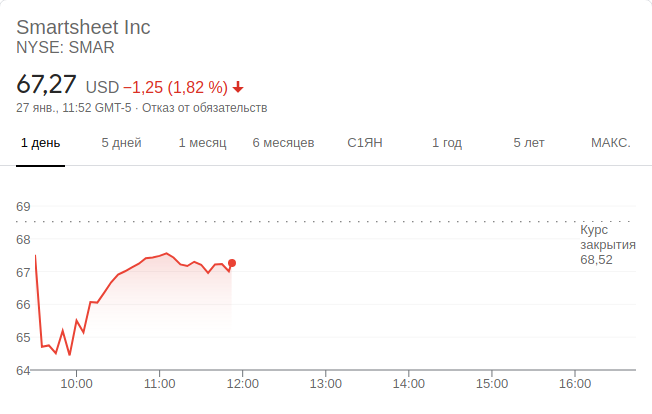 Smartsheet Inc
NYSE: SMAR
67,27 USD −1,25 (1,82 %)
27 янв., 11:52 GMT-5 · Отказ от обязательств
1 день 5 дней 1 месяц 6 месяцев С1ЯН 1 год 5 лет МАКС.
69
68
67
66
65
64
Курс
закрытия
68,52
10:00 11:00 12:00 13:00 14:00 15:00 16:00